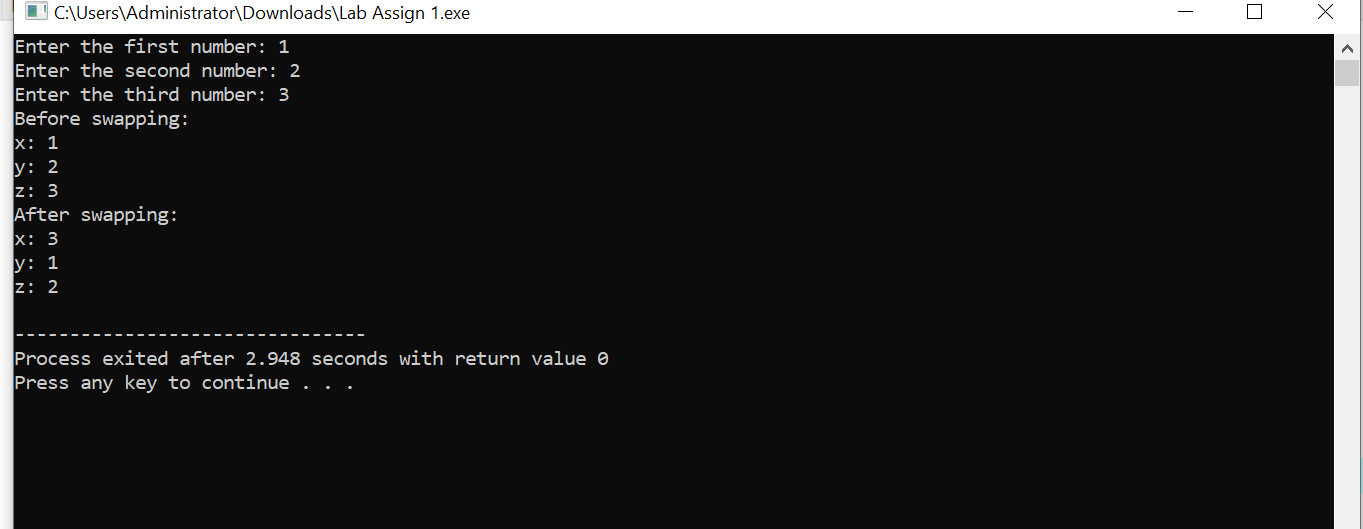 C:\Users\Administrator\Downloads\Lab Assign 1.exe
Enter the first number: 1
Enter the second number: 2
Enter the third number: 3
Before swapping:
x: 1
y: 2
z: 3
After swapping:
x: 3
y: 1
z: 2
--------------------------------
Process exited after 2.948 seconds with return value 0
Press any key to continue . . .